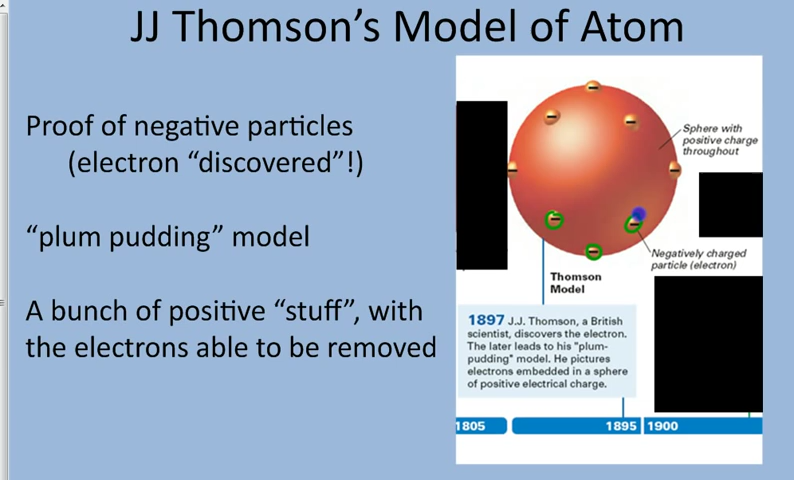 JJ Thomson’s Model of Atom
Proof of negative particles
(electron “discovered”!)
“plum pudding” model
A bunch of positive “stuff”, with
the electrons able to be removed
Sphere with
positive charge
throughout
Negatively charged
particle (electron)
Thomson
Model
1897 J.J. Thomson, a British
scientist, discovers the electron.
The later leads to his "plum-
pudding" model. He pictures
electrons embedded in a sphere
of positive electrical charge.
1805
1895
1900